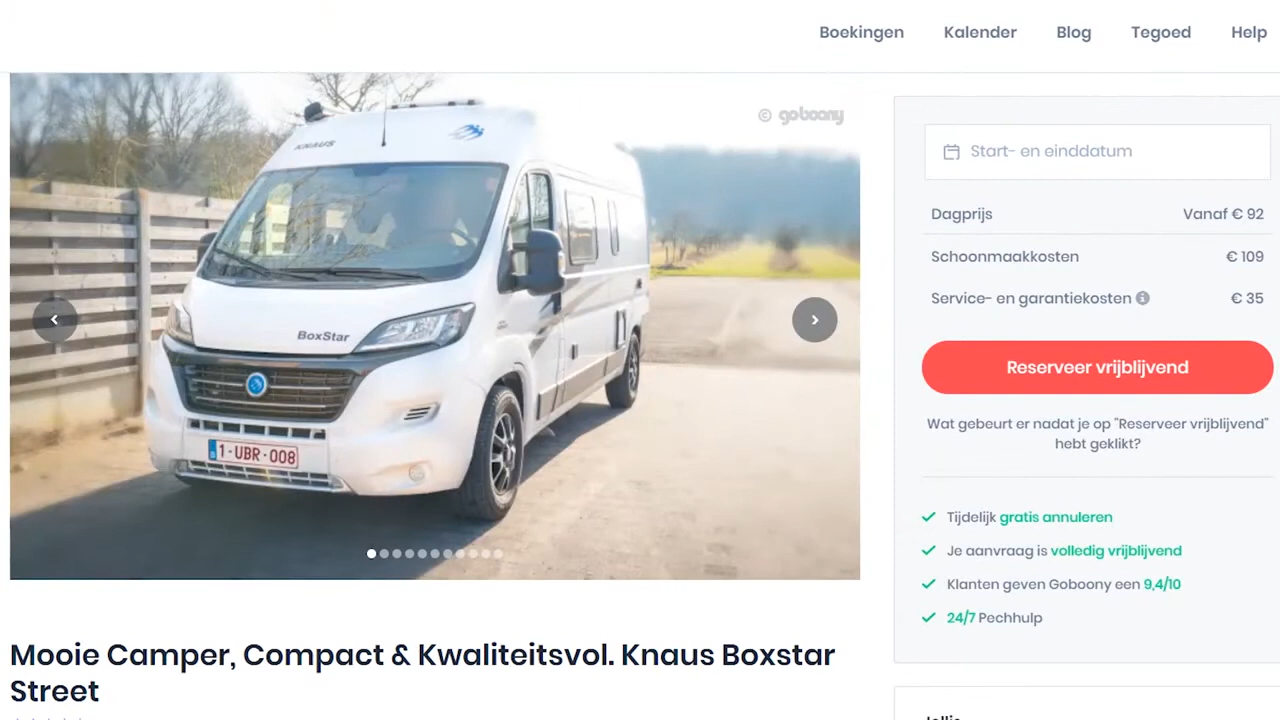 Boekingen Kalender Blog Tegoed Help
© goboony
KNAUS
BoxStar
1-UBR-008
Start- en einddatum
Dagprijs Vanaf € 92
Schoonmaakkosten € 109
Service- en garantiekosten € 35
Reserveer vrijblijvend
Wat gebeurt er nadat je op "Reserveer vrijblijvend"
hebt geklikt?
Tijdelijk gratis annuleren
Je aanvraag is volledig vrijblijvend
Klanten geven Goboony een 9,4/10
24/7 Pechhulp
Mooie Camper, Compact & Kwaliteitsvol. Knaus Boxstar
Street